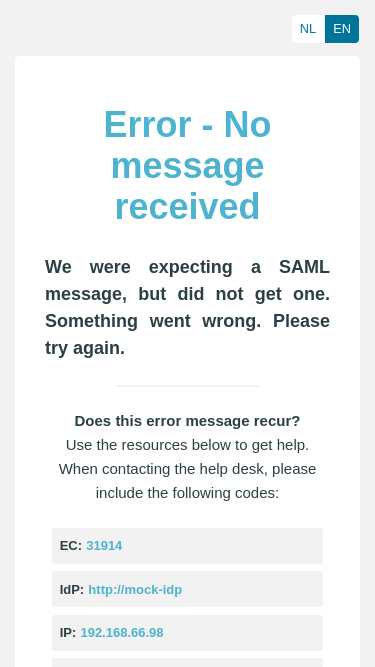 NL EN
Error - No
message
received
We were expecting a SAML
message, but did not get one.
Something went wrong. Please
try again.
Does this error message recur?
Use the resources below to get help.
When contacting the help desk, please
include the following codes:
EC: 31914
IdP: http://mock-idp
IP: 192.168.66.98